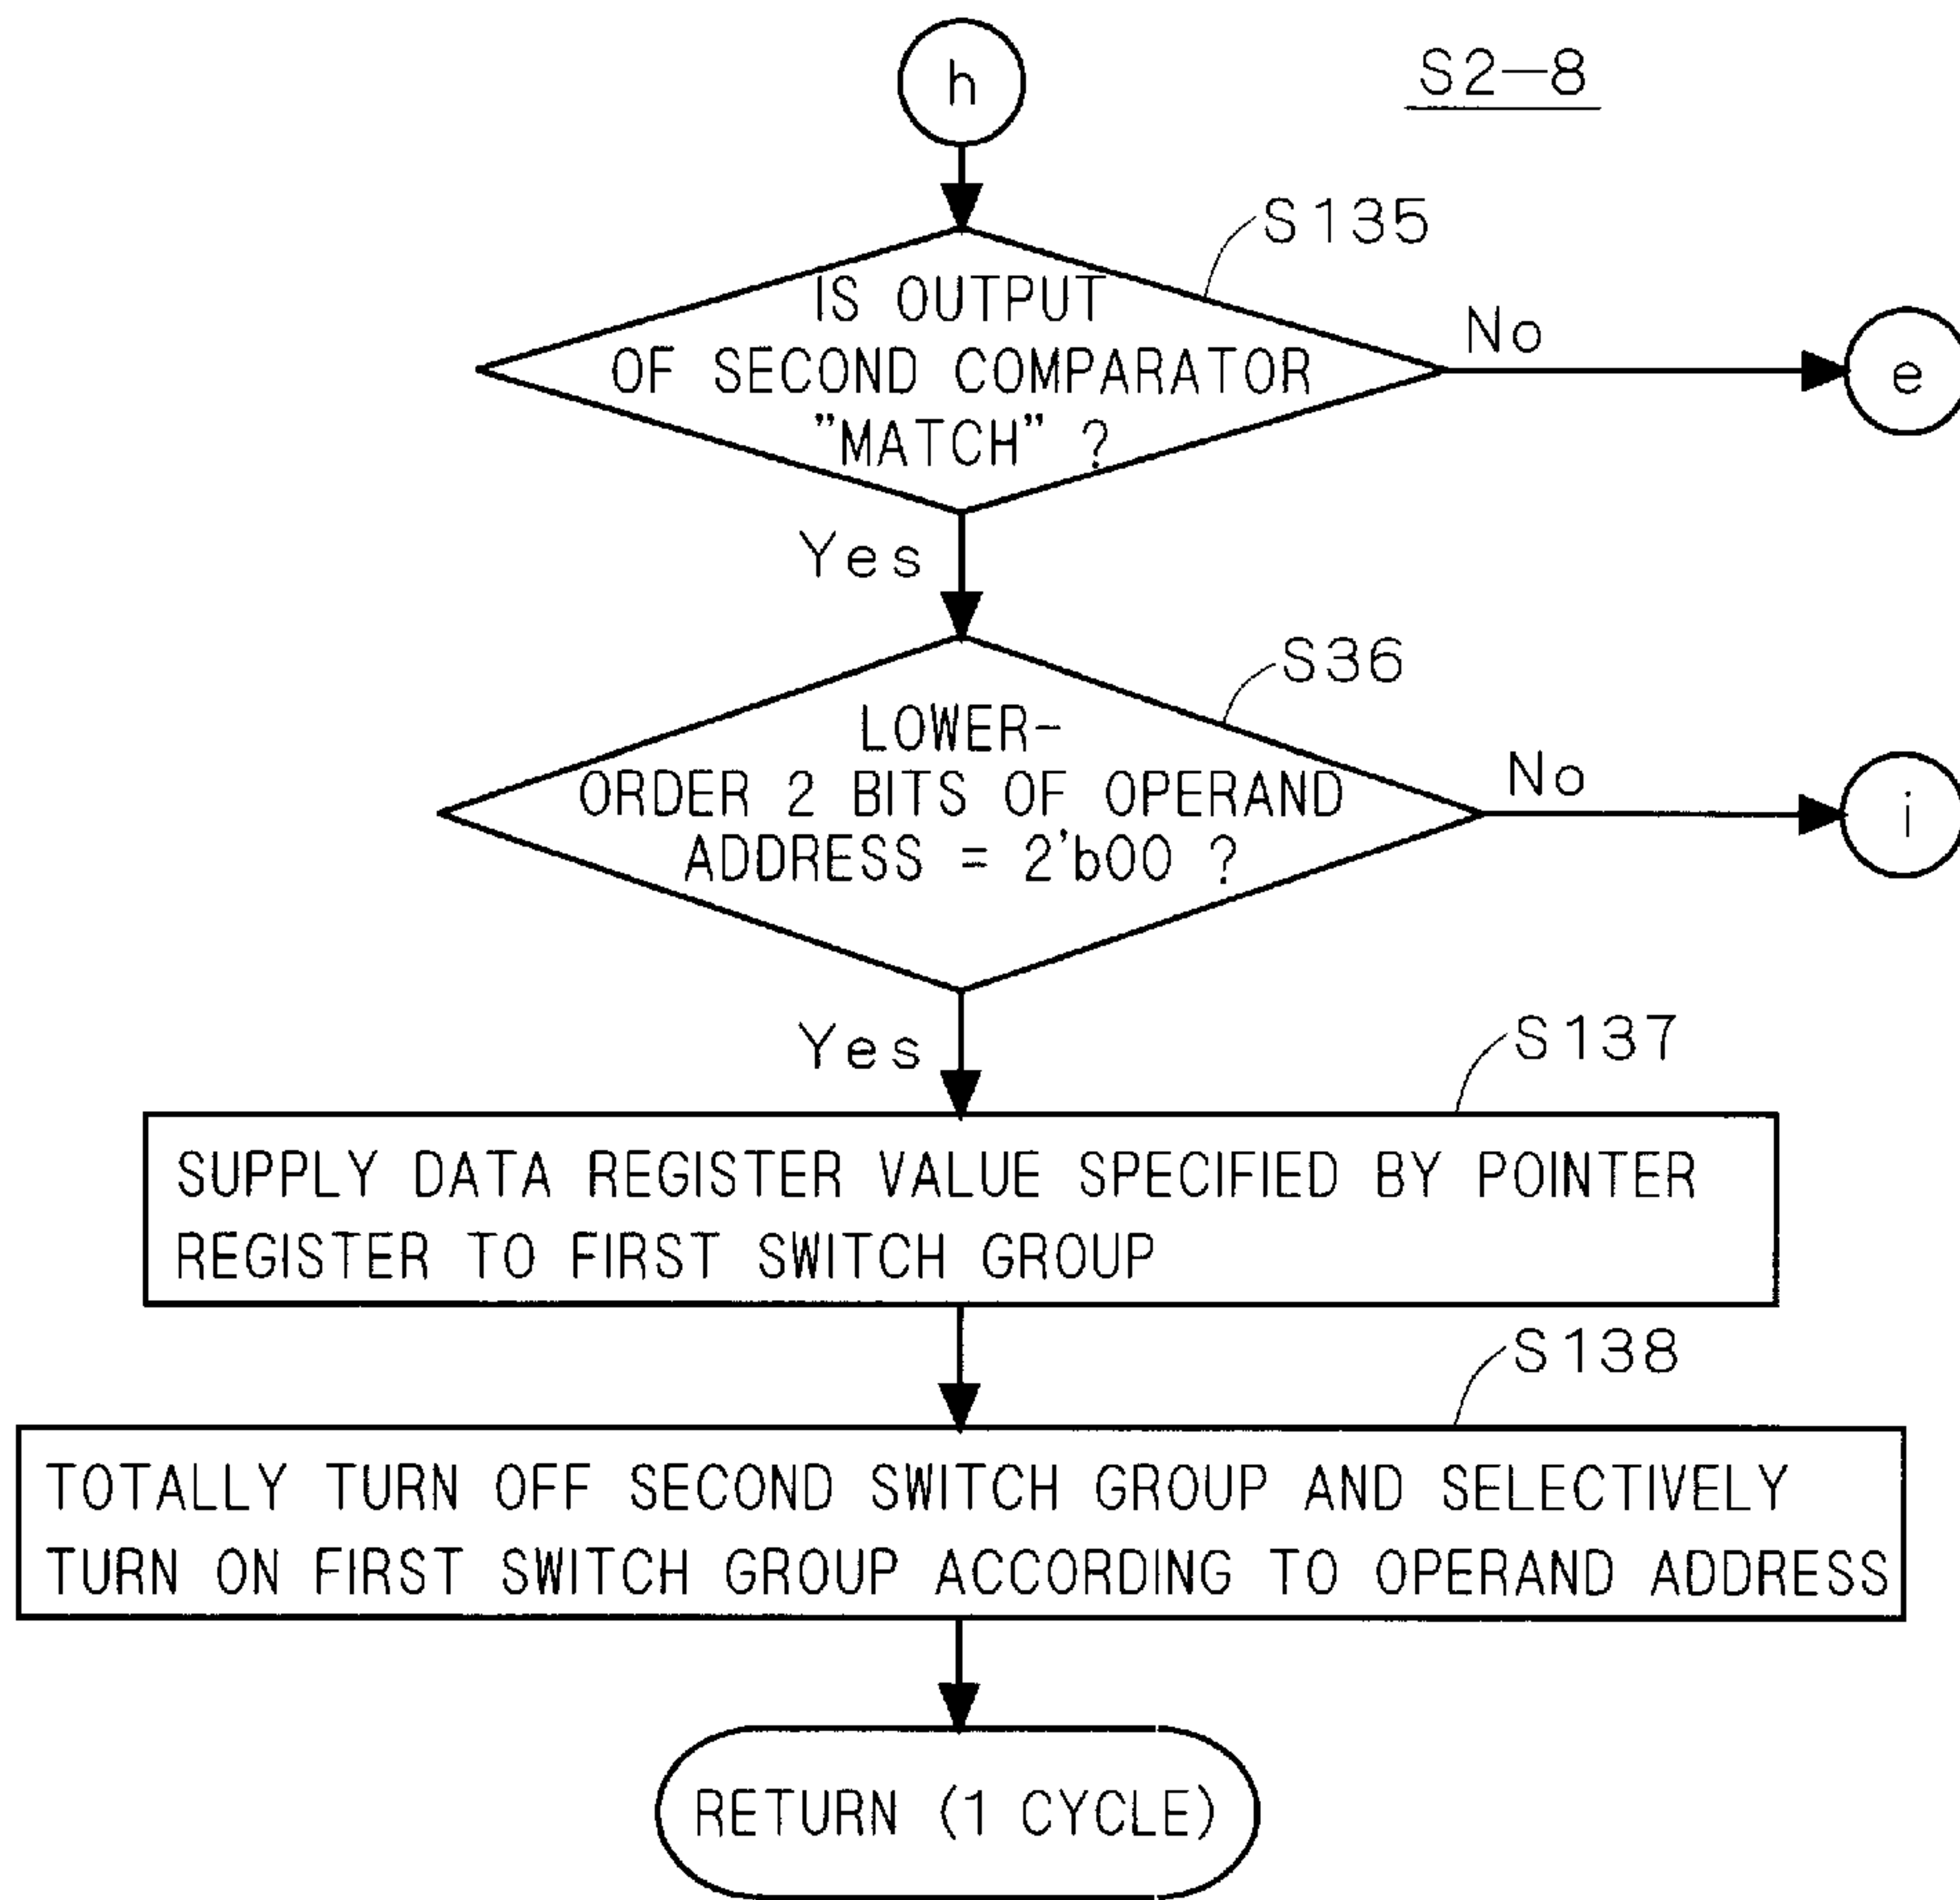 h
S2-8
S135
IS OUTPUT
OF SECOND COMPARATOR
"MATCH" ?
No
e
Yes
S36
LOWER-
ORDER 2 BITS OF OPERAND
ADDRESS = 2'b00 ?
No
i
Yes
S137
SUPPLY DATA REGISTER VALUE SPECIFIED BY POINTER
REGISTER TO FIRST SWITCH GROUP
S138
TOTALLY TURN OFF SECOND SWITCH GROUP AND SELECTIVELY
TURN ON FIRST SWITCH GROUP ACCORDING TO OPERAND ADDRESS
RETURN (1 CYCLE)